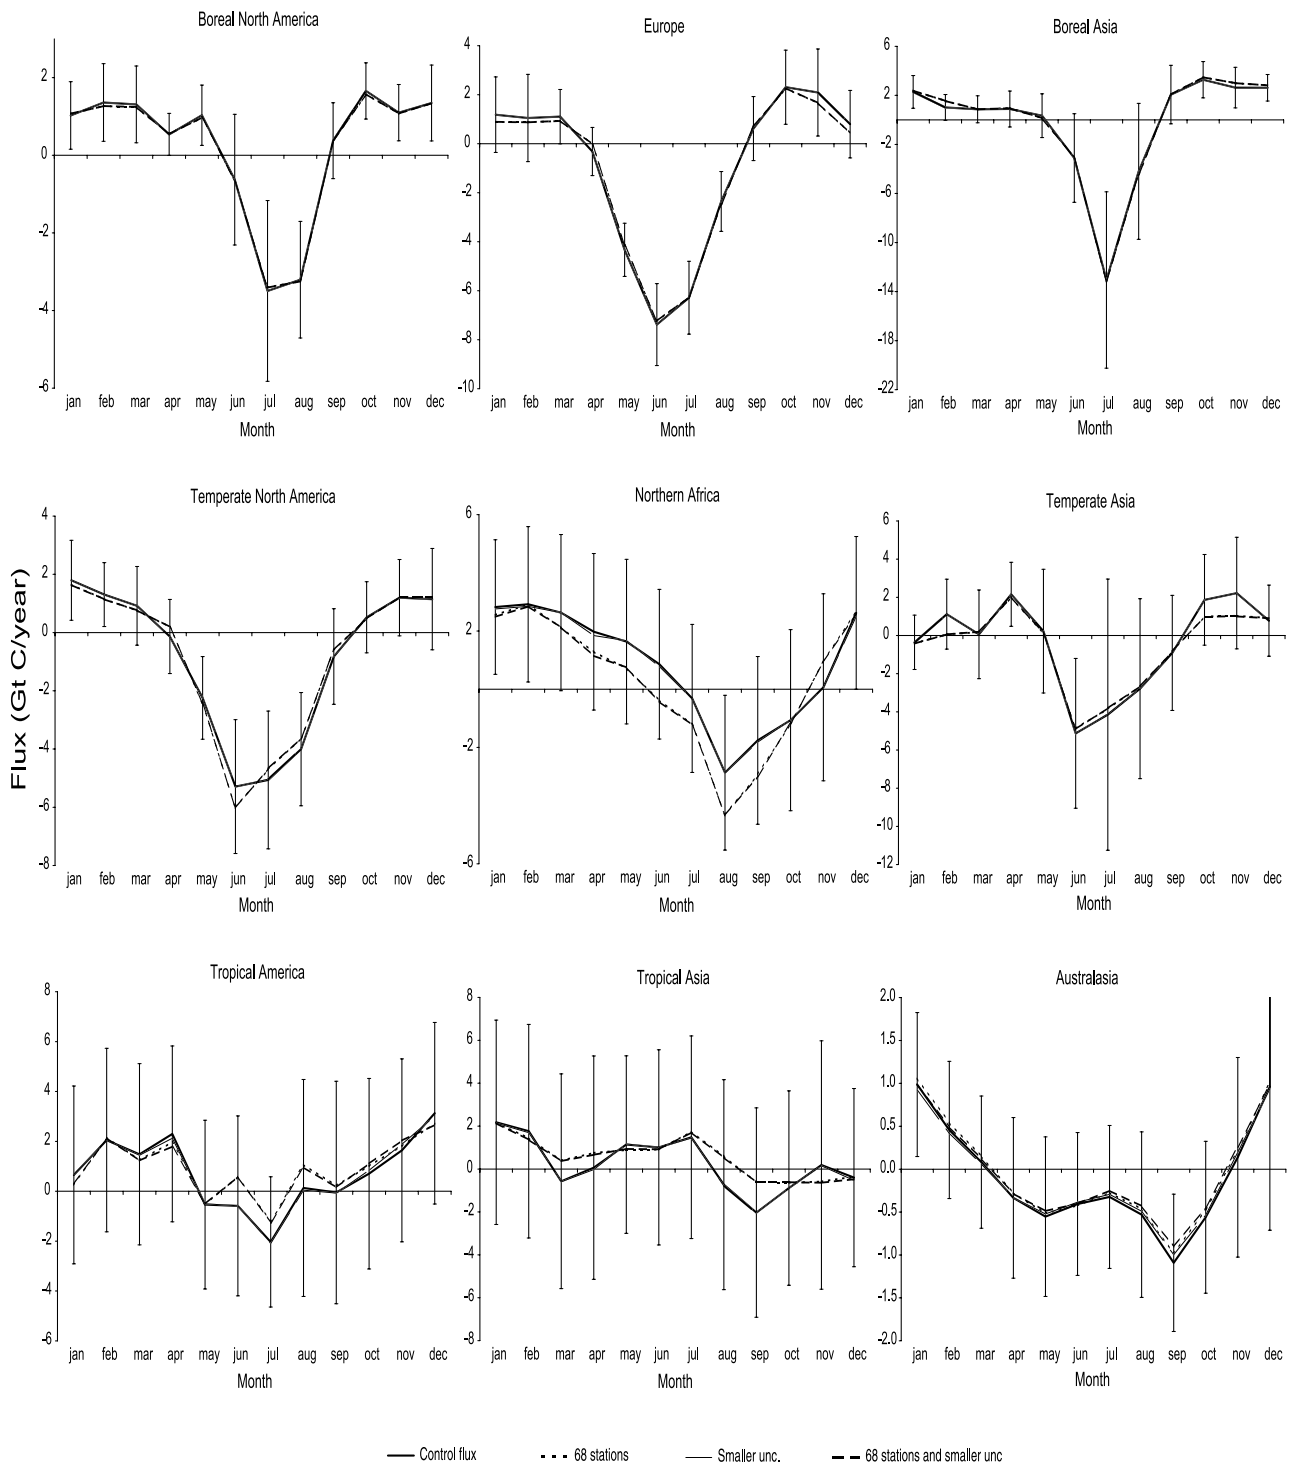 Boreal North America
2
0
-2
-4
-6
jan feb mar apr may jun jul aug sep oct nov dec
Month
Europe
4
2
0
-2
-4
-6
-8
-10
jan feb mar apr may jun jul aug sep oct nov dec
Month
Boreal Asia
6
2
-2
-6
-10
-14
-18
-22
jan feb mar apr may jun jul aug sep oct nov dec
Month
Flux (Gt C/year)
Temperate North America
4
2
0
-2
-4
-6
-8
jan feb mar apr may jun jul aug sep oct nov dec
Month
Northern Africa
6
2
-2
-6
jan feb mar apr may jun jul aug sep oct nov dec
Month
Temperate Asia
6
4
2
0
-2
-4
-6
-8
-10
-12
jan feb mar apr may jun jul aug sep oct nov dec
Month
Tropical America
8
6
4
2
0
-2
-4
-6
jan feb mar apr may jun jul aug sep oct nov dec
Month
Tropical Asia
8
6
4
2
0
-2
-4
-6
-8
jan feb mar apr may jun jul aug sep oct nov dec
Month
Australasia
2.0
1.5
1.0
0.5
0.0
-0.5
-1.0
-1.5
-2.0
jan feb mar apr may jun jul aug sep oct nov dec
Month
Control flux 68 stations Smaller unc. 68 stations and smaller unc